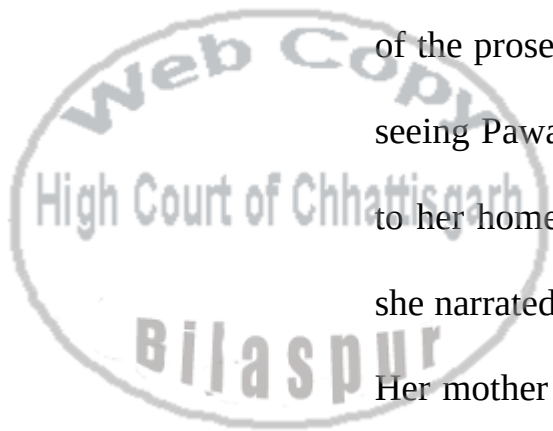 Web Copy
of the prose
seeing Pawa
High Court of Chhattisgarh
to her home
she narrated
Bilaspur
Her mother